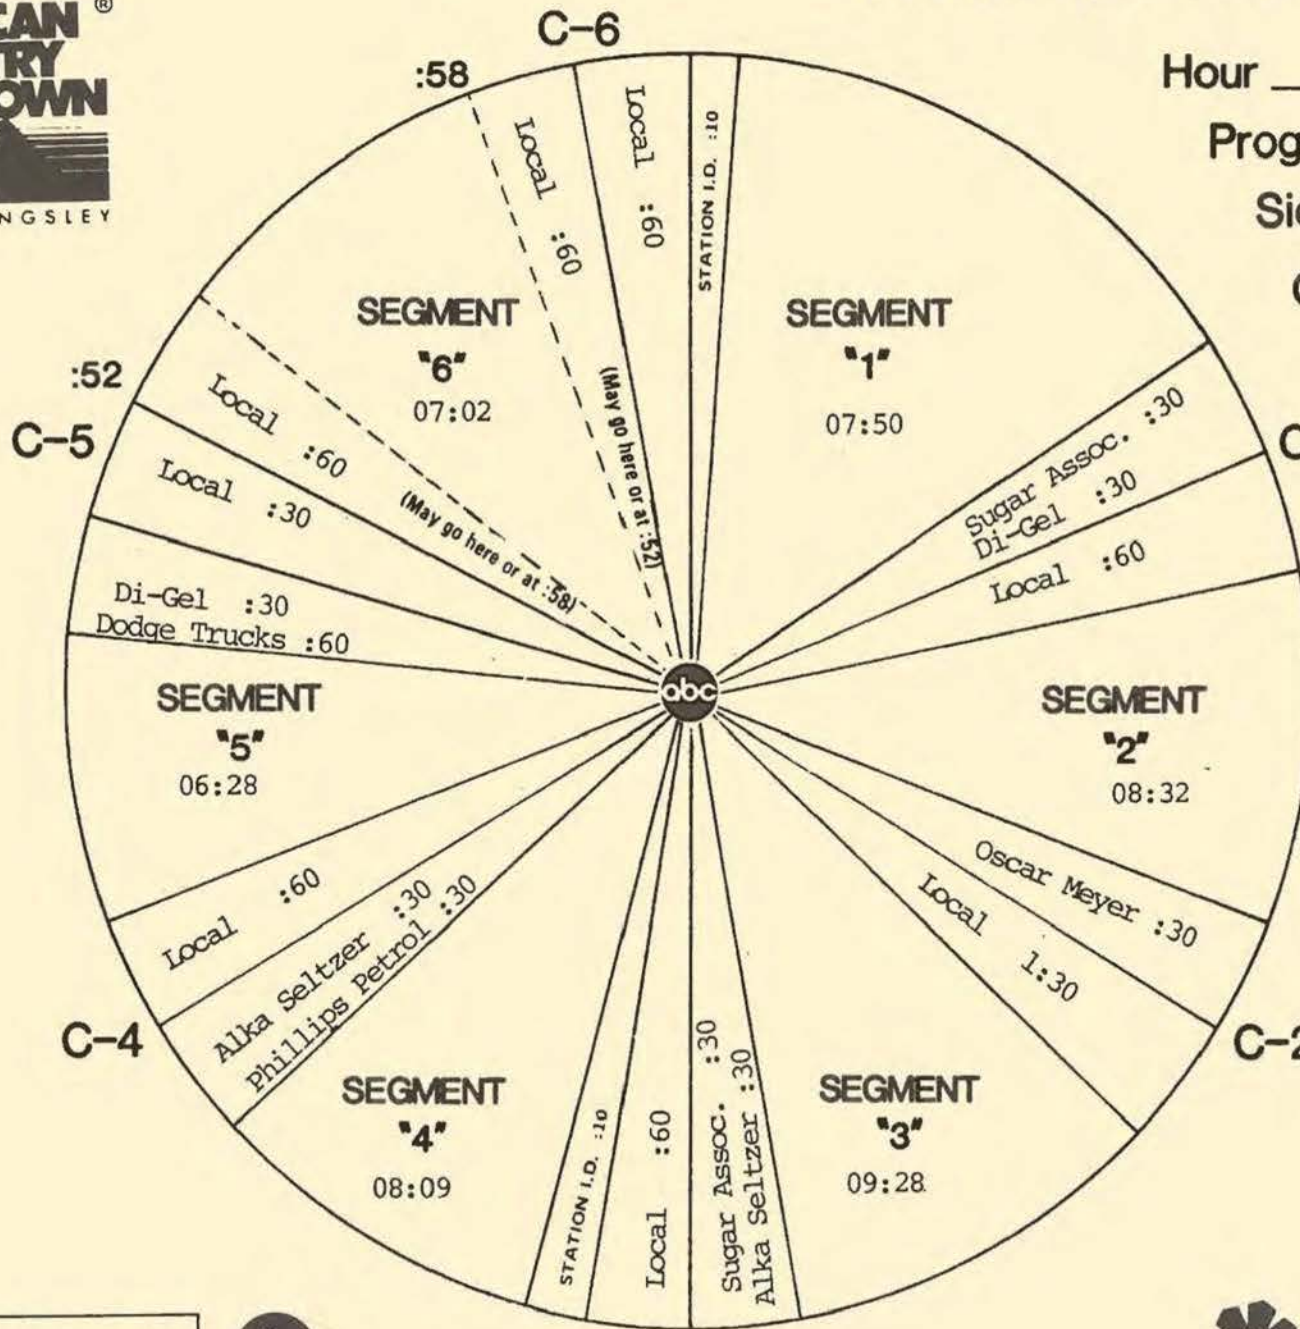 ®
NGSLEY
C-6
:58
Hour
Local :60
Local :60
(May go here or at :52)
STATION I.D. :10
SEGMENT
"1"
07:50
Sugar Assoc. :30
Di-Gel :30
Local :60
SEGMENT
"2"
08:32
Oscar Meyer :30
Local 1:30
C-2
SEGMENT
"3"
09:28
Sugar Assoc. :30
Alka Seltzer :30
Local :60
STATION I.D. :10
SEGMENT
"4"
08:09
Phillips Petrol :30
Alka Seltzer :30
C-4
Local :60
SEGMENT
"5"
06:28
Dodge Trucks :60
Di-Gel :30
Local :30
C-5
:52
Local :60
(May go here or at :58)
SEGMENT
"6"
07:02
abc